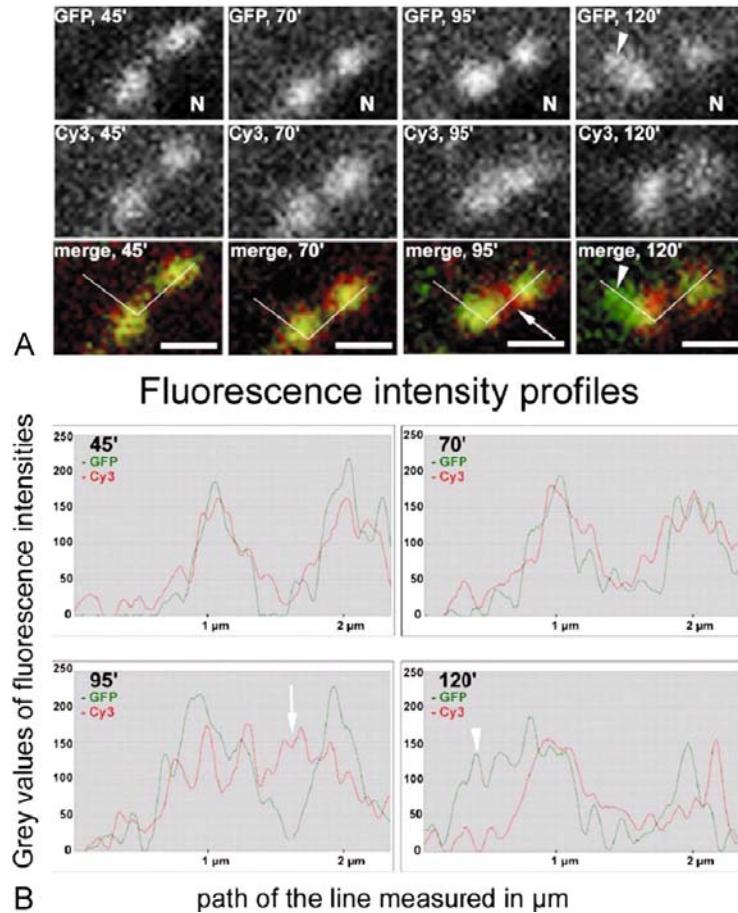 GFP, 45' GFP, 70' GFP, 95' GFP, 120'
N N N N
Cy3, 45' Cy3, 70' Cy3, 95' Cy3, 120'
merge, 45' merge, 70' merge, 95' merge, 120'
A
Fluorescence intensity profiles
Grey values of fluorescence intensities
250
200
150
100
50
0
45'
- GFP
- Cy3
1 µm 2 µm
250
200
150
100
50
0
70'
- GFP
- Cy3
1 µm 2 µm
250
200
150
100
50
0
95'
- GFP
- Cy3
1 µm 2 µm
250
200
150
100
50
0
120'
- GFP
- Cy3
1 µm 2 µm
B
path of the line measured in µm